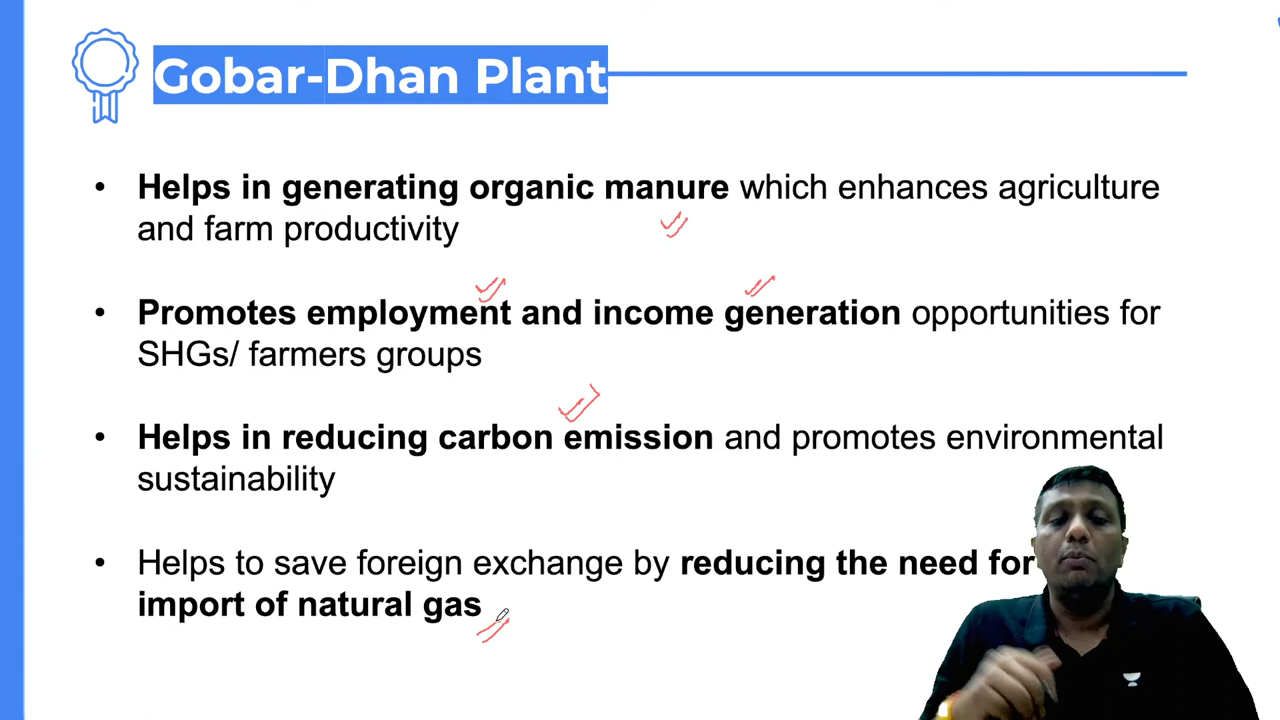 Gobar-Dhan Plant
• Helps in generating organic manure which enhances agriculture
and farm productivity
• Promotes employment and income generation opportunities for
SHGs/ farmers groups
• Helps in reducing carbon emission and promotes environmental
sustainability
• Helps to save foreign exchange by reducing the need for
import of natural gas